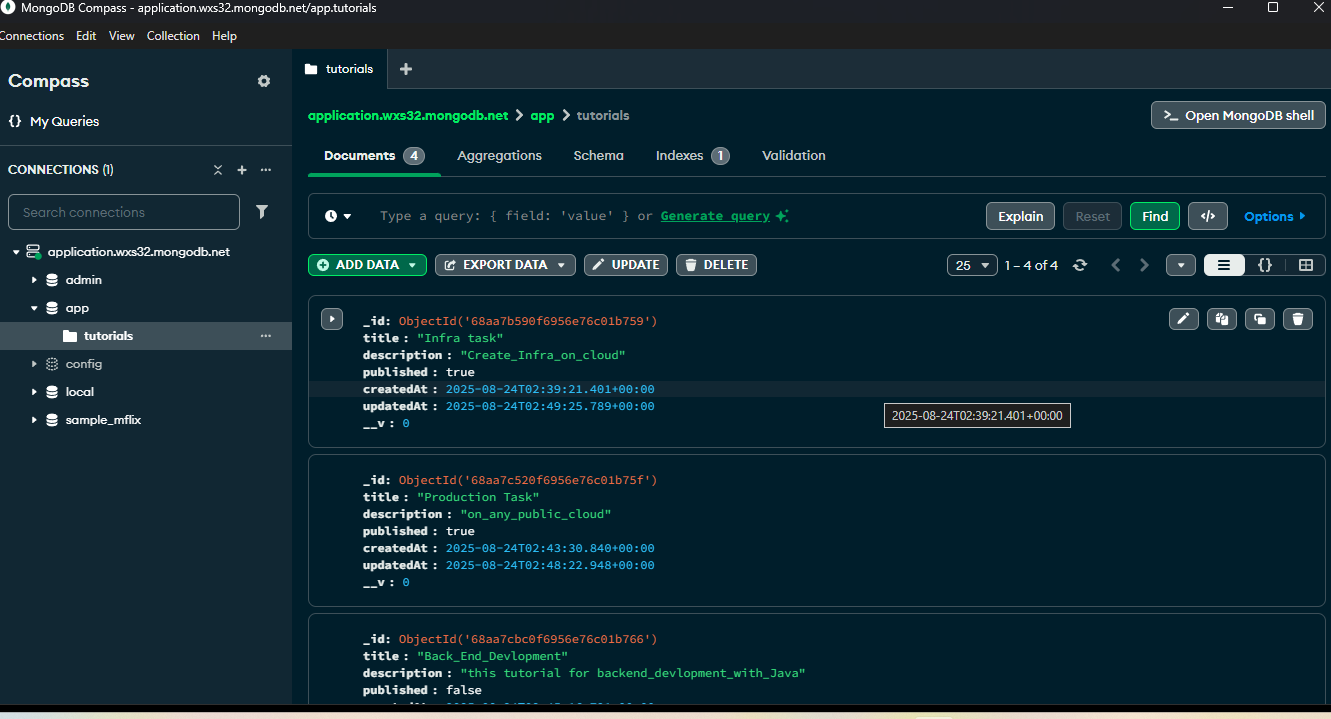 MongoDB Compass - application.wxs32.mongodb.net/app.tutorials
Connections Edit View Collection Help
Compass
{} My Queries
CONNECTIONS (1)
Search connections
application.wxs32.mongodb.net
admin
app
tutorials
config
local
sample_mflix
tutorials
application.wxs32.mongodb.net > app > tutorials
Open MongoDB shell
Documents 4 Aggregations Schema Indexes 1 Validation
Type a query: { field: 'value' } or Generate query
Explain Reset Find </> Options
ADD DATA EXPORT DATA UPDATE DELETE
25 1 – 4 of 4 {}
_id: ObjectId('68aa7b590f6956e76c01b759')
title : "Infra task"
description : "Create_Infra_on_cloud"
published : true
createdAt : 2025-08-24T02:39:21.401+00:00
updatedAt : 2025-08-24T02:49:25.789+00:00
__v : 0
2025-08-24T02:39:21.401+00:00
_id: ObjectId('68aa7c520f6956e76c01b75f')
title : "Production Task"
description : "on_any_public_cloud"
published : true
createdAt : 2025-08-24T02:43:30.840+00:00
updatedAt : 2025-08-24T02:48:22.948+00:00
__v : 0
_id: ObjectId('68aa7cbc0f6956e76c01b766')
title : "Back_End_Devlopment"
description : "this tutorial for backend_devlopment_with_Java"
published : false